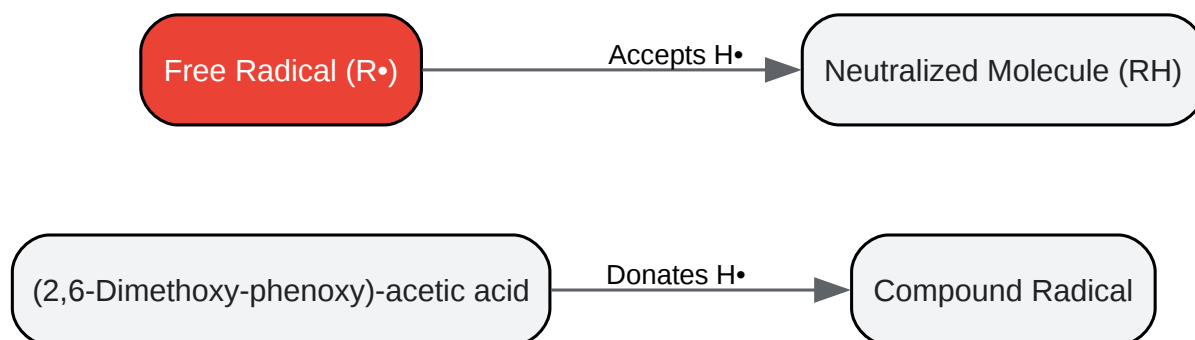 Free Radical (R•)
Accepts H•
Neutralized Molecule (RH)
(2,6-Dimethoxy-phenoxy)-acetic acid
Donates H•
Compound Radical